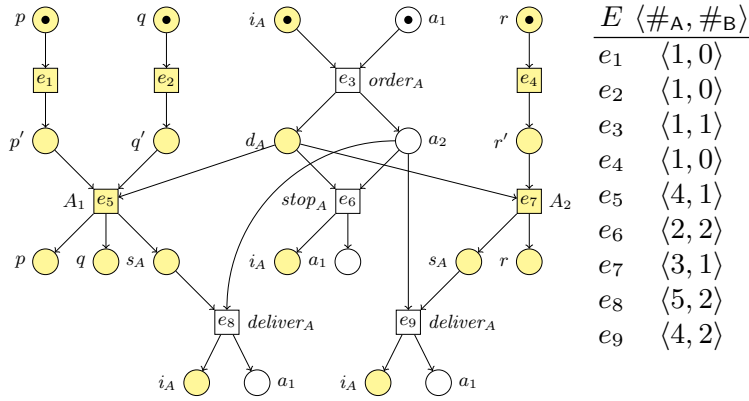 p q i_A a_1 r
e_1 e_2 e_3 order_A e_4
p′ q′ d_A a_2 r′
A_1 e_5 stop_A e_6 e_7 A_2
p q s_A i_A a_1 s_A r
e_8 deliver_A e_9 deliver_A
i_A a_1 i_A a_1
E ⟨#_A, #_B⟩
e_1 ⟨1, 0⟩
e_2 ⟨1, 0⟩
e_3 ⟨1, 1⟩
e_4 ⟨1, 0⟩
e_5 ⟨4, 1⟩
e_6 ⟨2, 2⟩
e_7 ⟨3, 1⟩
e_8 ⟨5, 2⟩
e_9 ⟨4, 2⟩